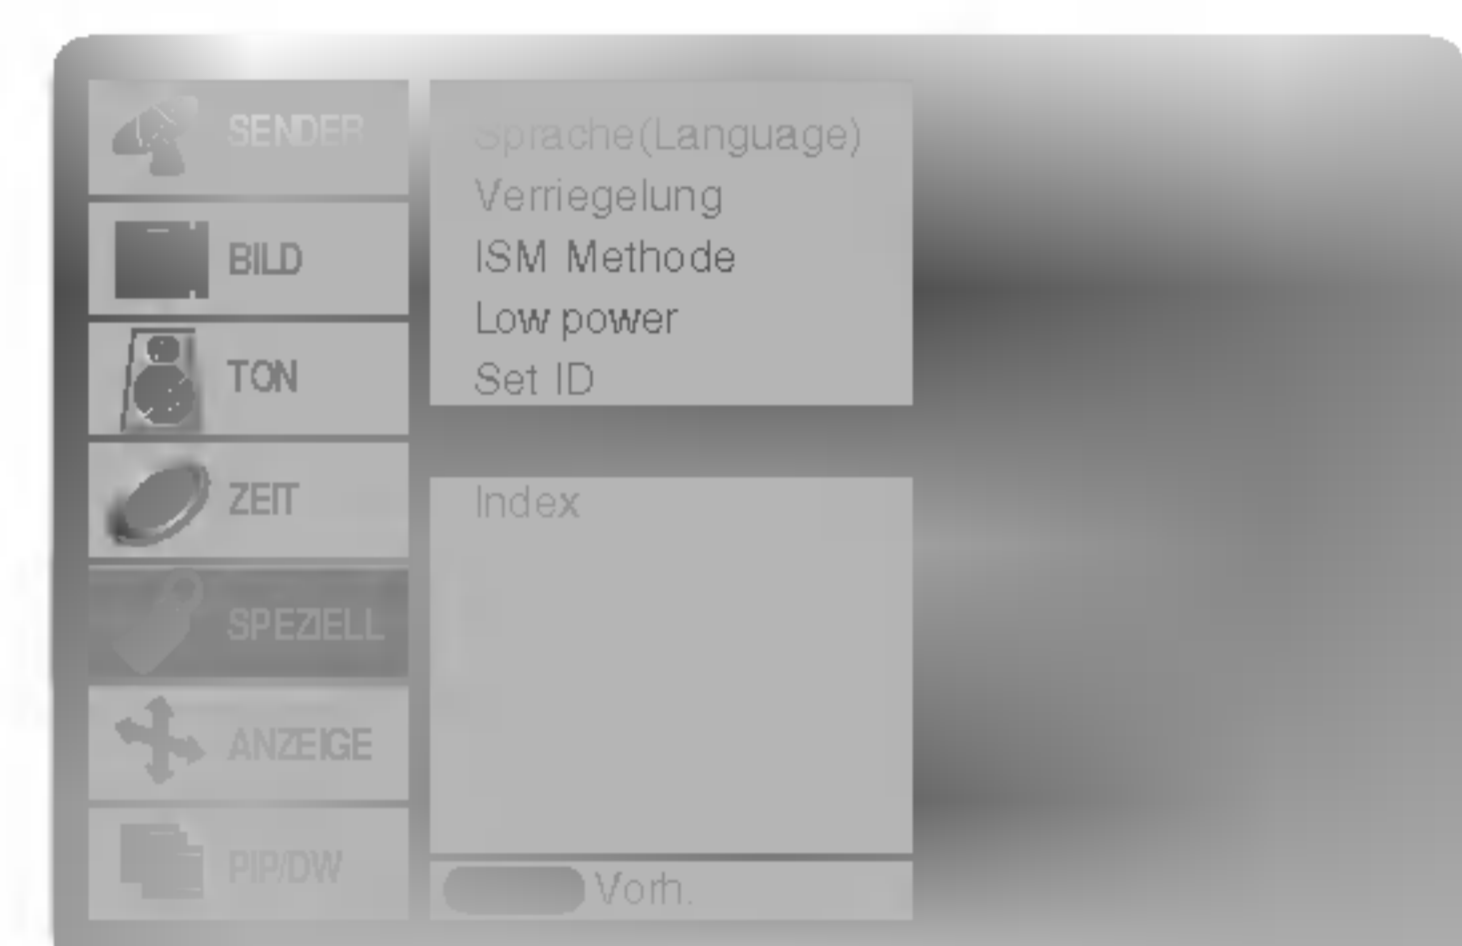 SENDER
BILD
TON
ZEIT
SPEZIELL
ANZEIGE
PIP/DW
Sprache(Language)
Verriegelung
ISM Methode
Low power
Set ID
Index
Vorh.